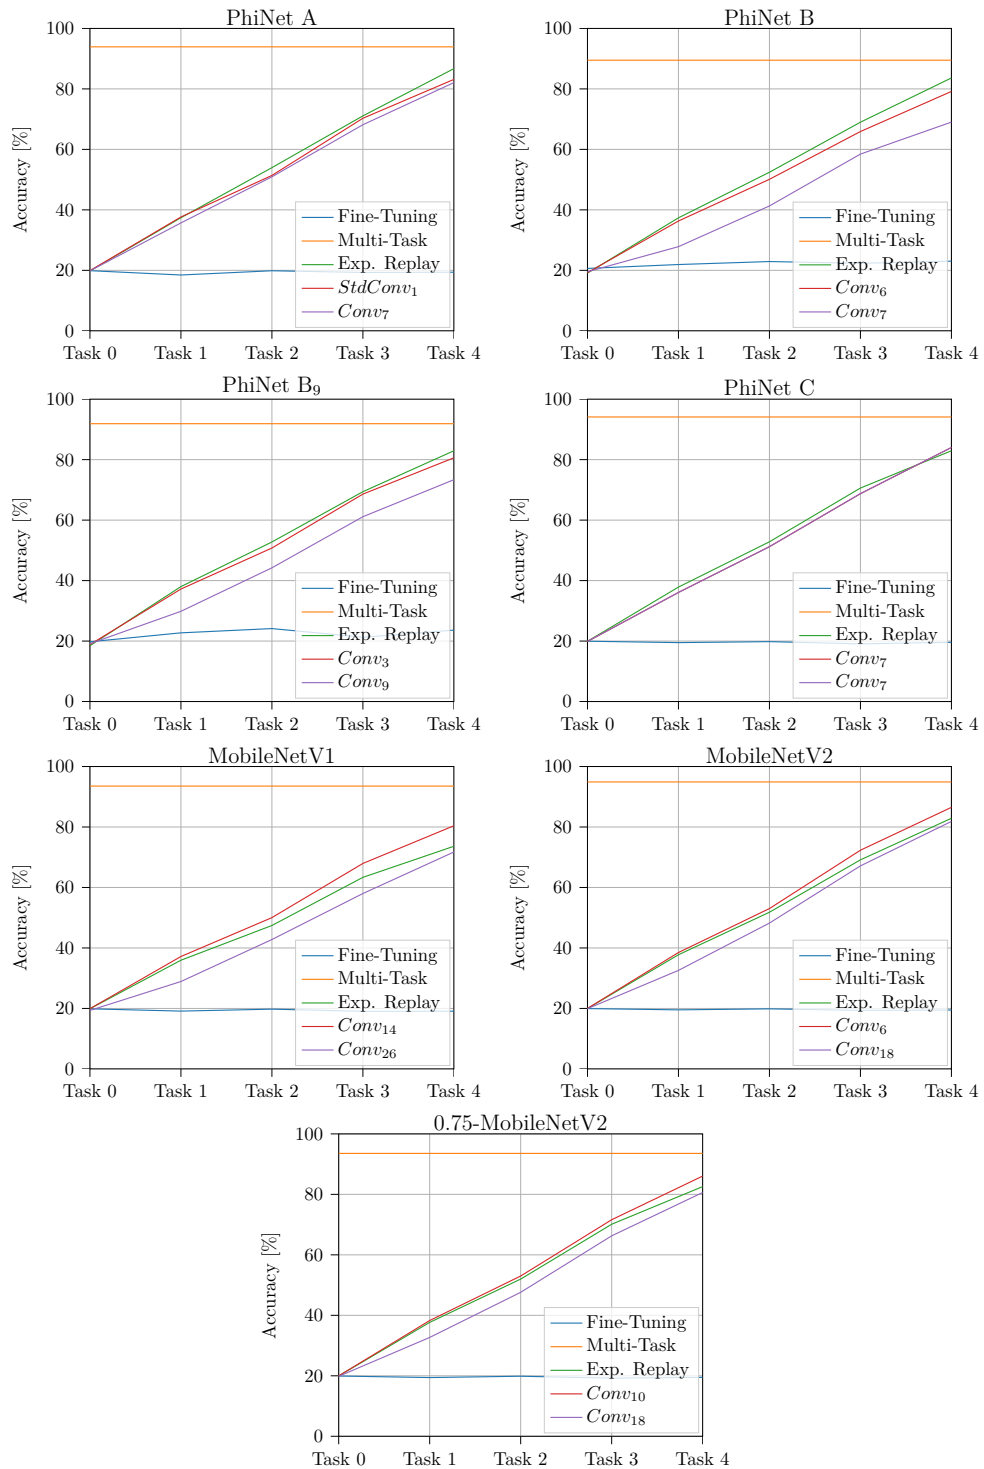 PhiNet A
100
80
60
40
20
0
Accuracy [%]
Task 0 Task 1 Task 2 Task 3 Task 4
Fine-Tuning
Multi-Task
Exp. Replay
StdConv₁
Conv₇
PhiNet B
100
80
60
40
20
0
Accuracy [%]
Task 0 Task 1 Task 2 Task 3 Task 4
Fine-Tuning
Multi-Task
Exp. Replay
Conv₆
Conv₇
PhiNet B₉
100
80
60
40
20
0
Accuracy [%]
Task 0 Task 1 Task 2 Task 3 Task 4
Fine-Tuning
Multi-Task
Exp. Replay
Conv₃
Conv₉
PhiNet C
100
80
60
40
20
0
Accuracy [%]
Task 0 Task 1 Task 2 Task 3 Task 4
Fine-Tuning
Multi-Task
Exp. Replay
Conv₇
Conv₇
MobileNetV1
100
80
60
40
20
0
Accuracy [%]
Task 0 Task 1 Task 2 Task 3 Task 4
Fine-Tuning
Multi-Task
Exp. Replay
Conv₁₄
Conv₂₆
MobileNetV2
100
80
60
40
20
0
Accuracy [%]
Task 0 Task 1 Task 2 Task 3 Task 4
Fine-Tuning
Multi-Task
Exp. Replay
Conv₆
Conv₁₈
0.75-MobileNetV2
100
80
60
40
20
0
Accuracy [%]
Task 0 Task 1 Task 2 Task 3 Task 4
Fine-Tuning
Multi-Task
Exp. Replay
Conv₁₀
Conv₁₈